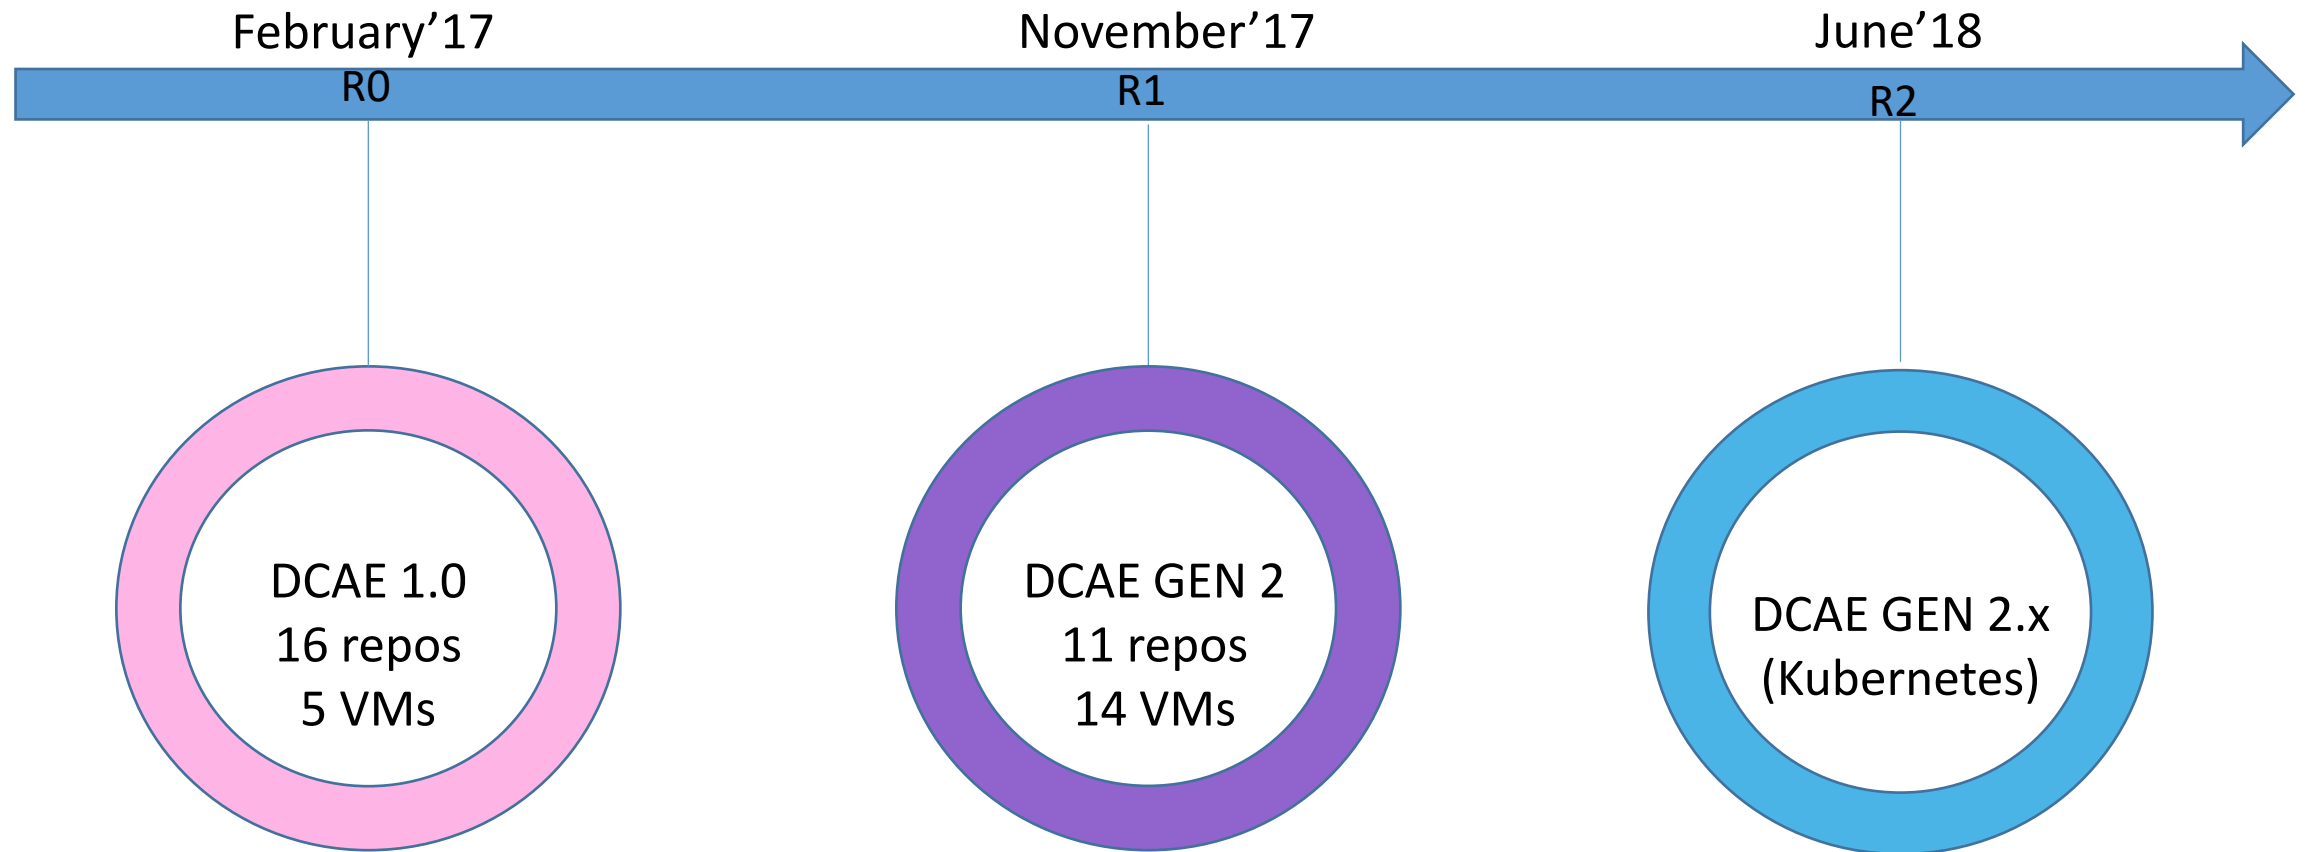 February’17
November’17
June’18
R0
R1
R2
DCAE 1.0
16 repos
5 VMs
DCAE GEN 2
11 repos
14 VMs
DCAE GEN 2.x
(Kubernetes)